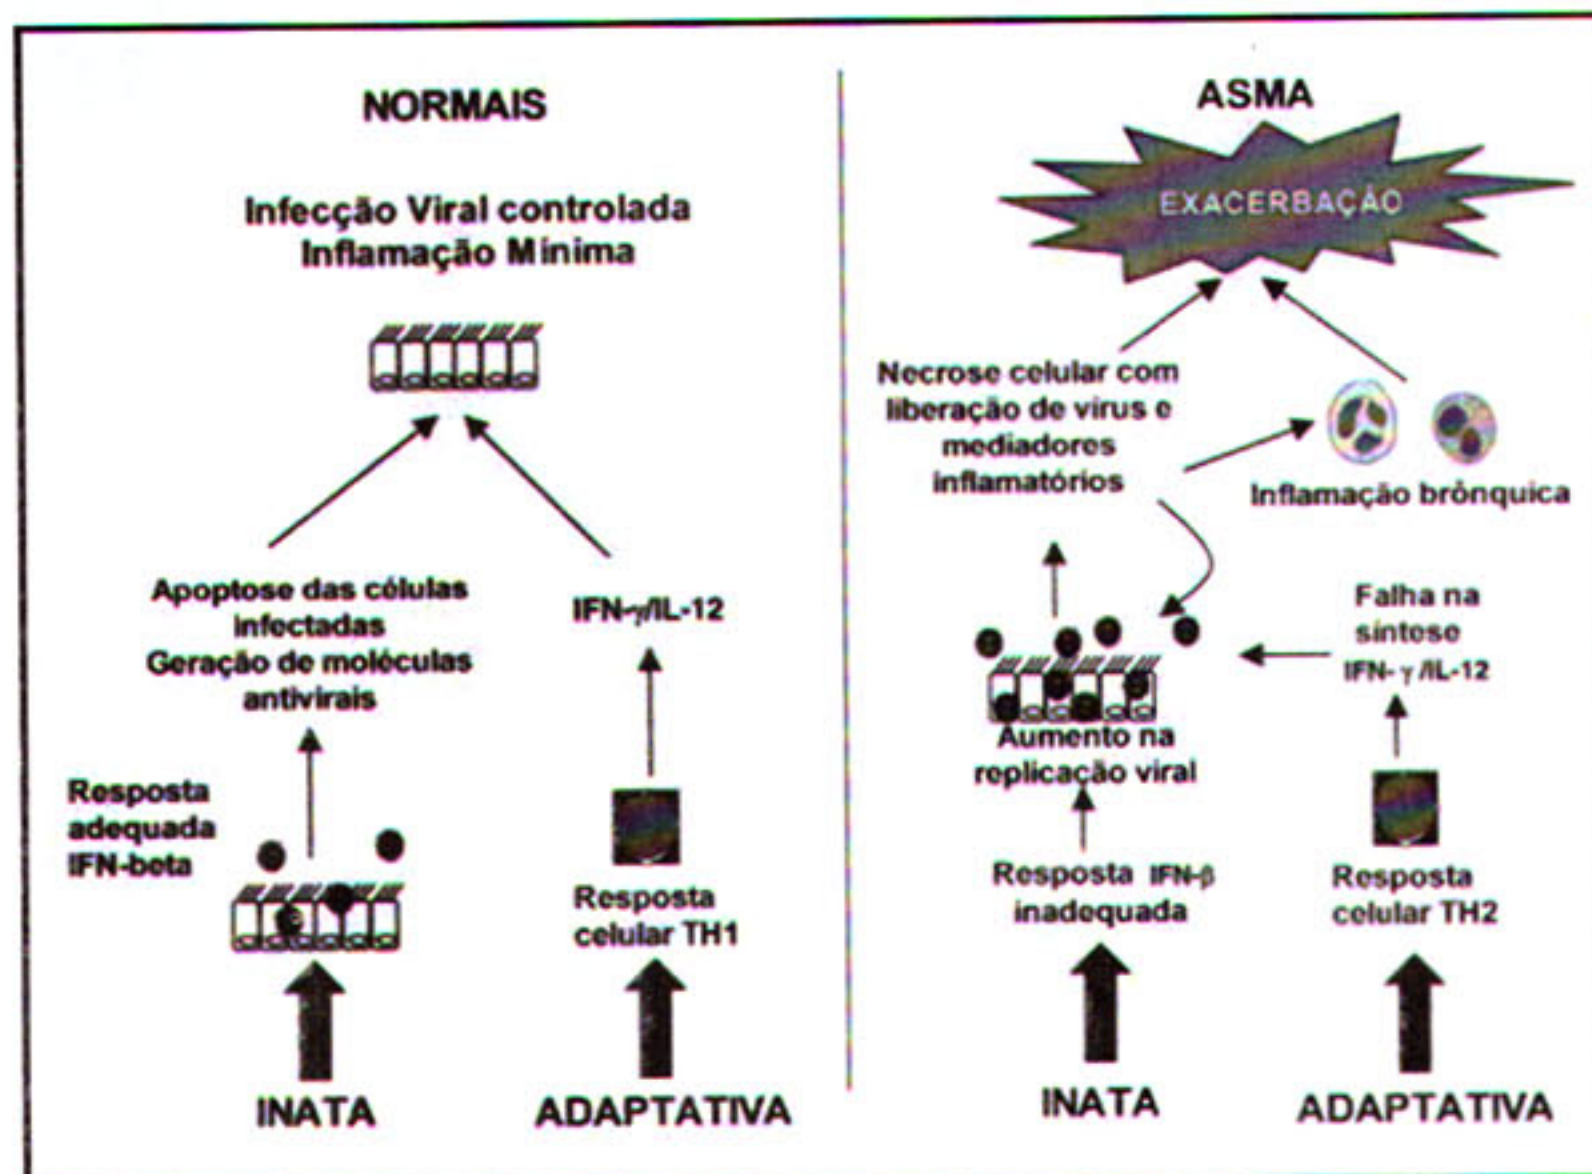 NORMAIS
Infecção Viral controlada
Inflamação Mínima
Apoptose das células
infectadas
Geração de moléculas
antivirais
IFN-γ/IL-12
Resposta
adequada
IFN-beta
Resposta
celular TH1
INATA
ADAPTATIVA
ASMA
EXACERBAÇÃO
Necrose celular com
liberação de vírus e
mediadores
inflamatórios
Inflamação brônquica
Falha na
síntese
IFN- γ /IL-12
Aumento na
replicação viral
Resposta IFN-β
inadequada
Resposta
celular TH2
INATA
ADAPTATIVA